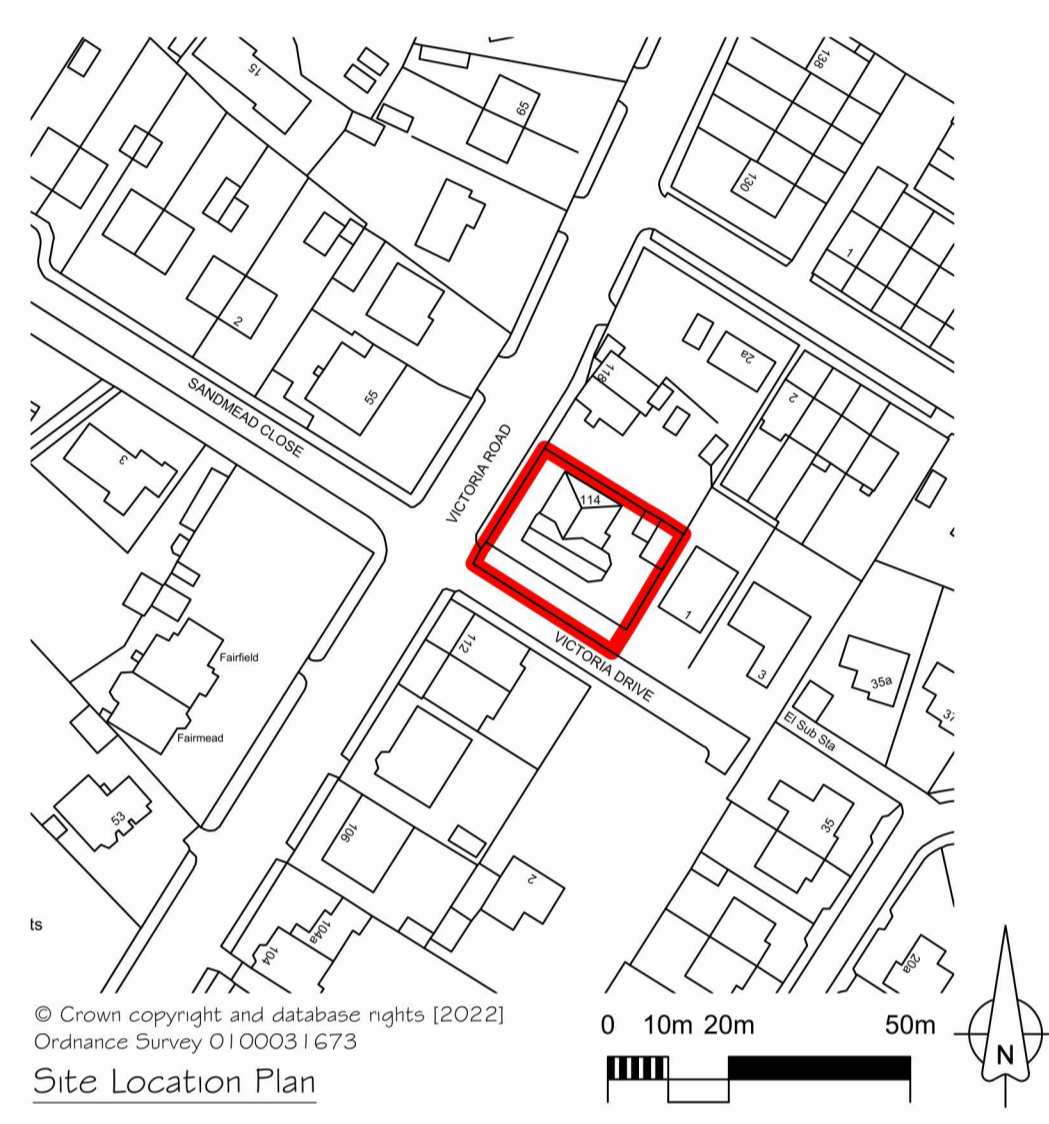 15
69
138
130
1
2
55
SANDMEAD CLOSE
VICTORIA ROAD
118
2a
2
3
114
1
3
VICTORIA DRIVE
112
Fairfield
Fairmead
35a
37
El Sub Sta
53
106
2
35
104a
104
20a
ts
© Crown copyright and database rights [2022]
Ordnance Survey 0100031673
Site Location Plan
0 10m 20m 50m
N